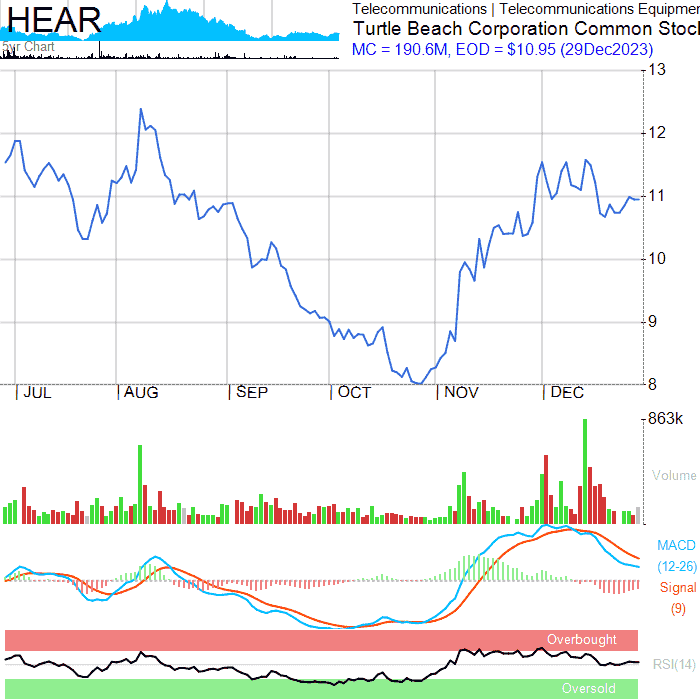 HEAR
5yr Chart
Telecommunications | Telecommunications Equipmen
Turtle Beach Corporation Common Stoc
MC = 190.6M, EOD = $10.95 (29Dec2023)
13
12
11
10
9
8
| JUL | AUG | SEP | OCT | NOV | DEC
863k
Volume
MACD
(12-26)
Signal
(9)
Overbought
RSI(14)
Oversold